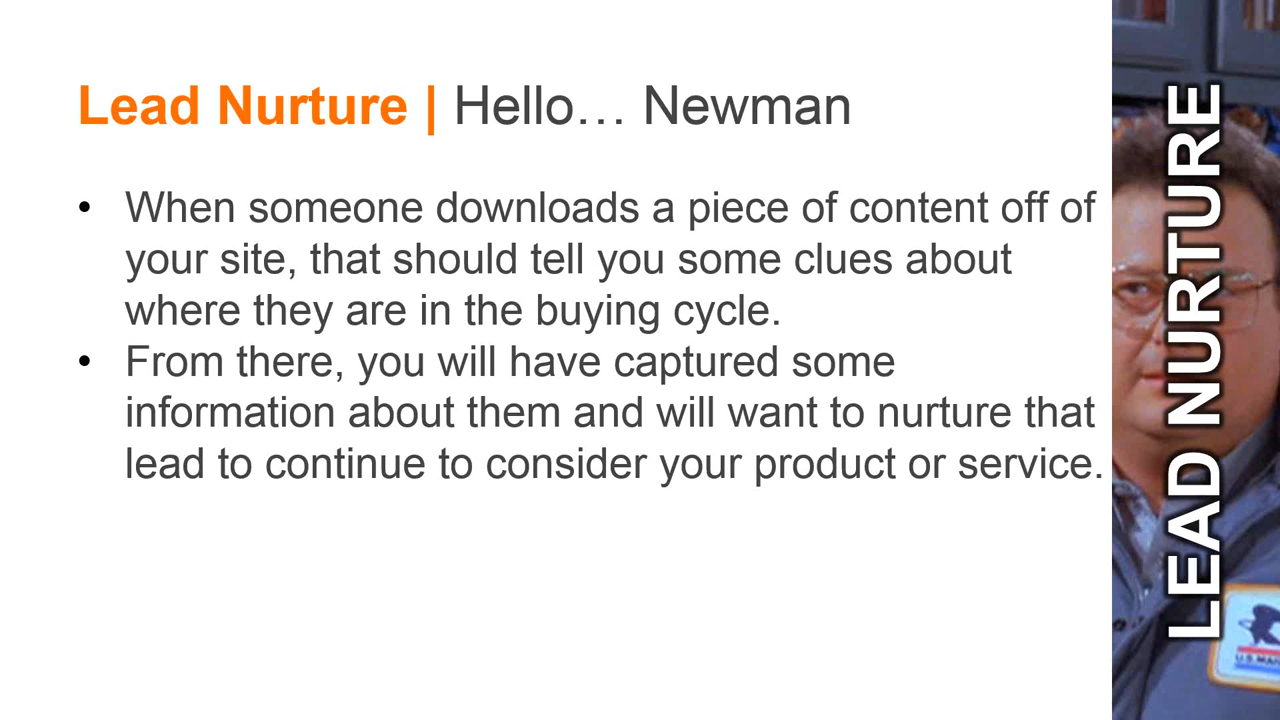 Lead Nurture | Hello… Newman
• When someone downloads a piece of content off of
your site, that should tell you some clues about
where they are in the buying cycle.
• From there, you will have captured some
information about them and will want to nurture that
lead to continue to consider your product or service.
LEAD NURTURE
U.S.MAI